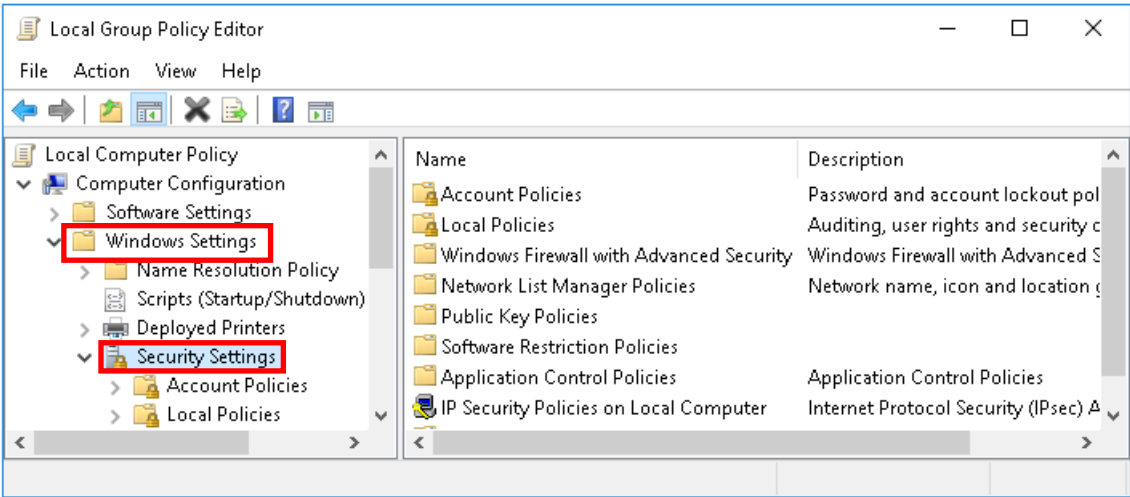 Local Group Policy Editor
File Action View Help
Local Computer Policy
Computer Configuration
Software Settings
Windows Settings
Name Resolution Policy
Scripts (Startup/Shutdown)
Deployed Printers
Security Settings
Account Policies
Local Policies
Name Description
Account Policies Password and account lockout pol
Local Policies Auditing, user rights and security
Windows Firewall with Advanced Security Windows Firewall with Advanced
Network List Manager Policies Network name, icon and location
Public Key Policies
Software Restriction Policies
Application Control Policies Application Control Policies
IP Security Policies on Local Computer Internet Protocol Security (IPsec) A